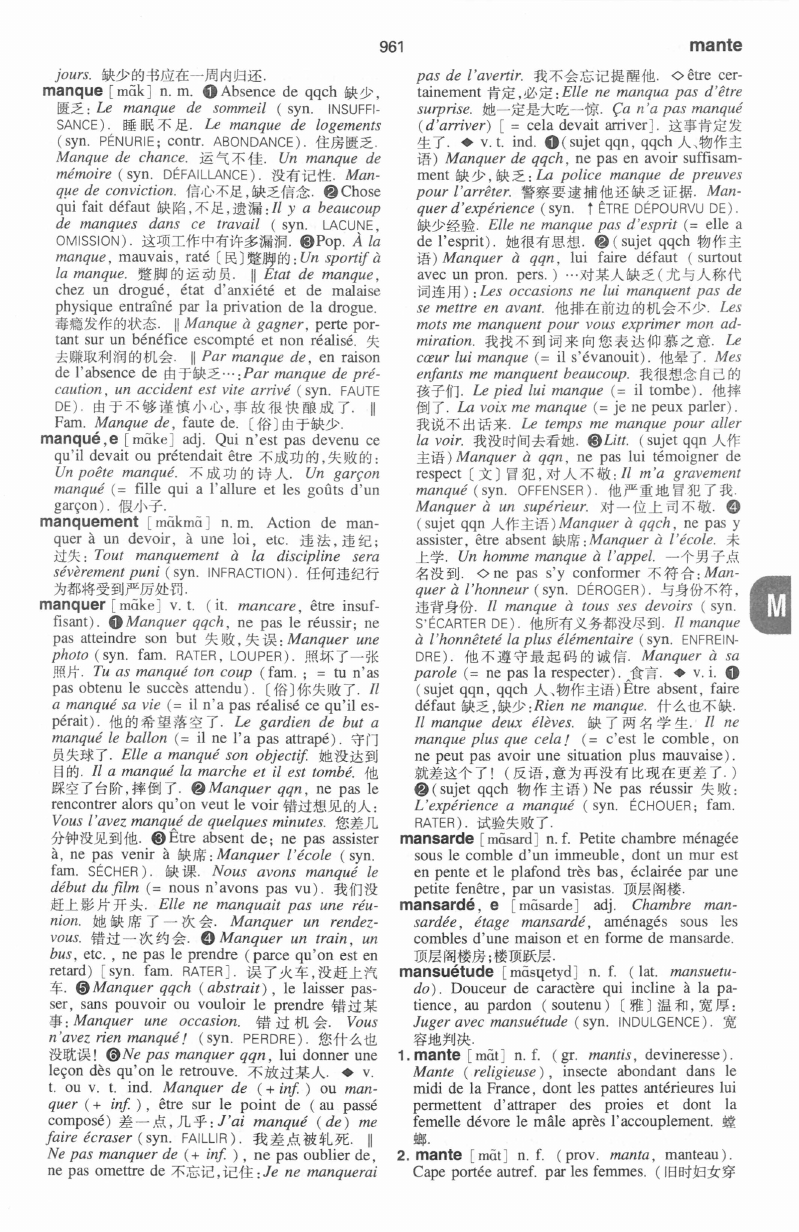 961
mante
jours. 缺少的书应在一周内归还.
manque [mɑ̃k] n. m. ❶Absence de qqch 缺少,
匮乏: Le manque de sommeil ( syn. INSUFFI-
SANCE). 睡眠不足. Le manque de logements
(syn. PÉNURIE; contr. ABONDANCE). 住房匮乏.
Manque de chance. 运气不佳. Un manque de
mémoire (syn. DÉFAILLANCE). 没有记性. Man-
que de conviction. 信心不足,缺乏信念. ❷Chose
qui fait défaut 缺陷,不足,遗漏:Il y a beaucoup
de manques dans ce travail ( syn. LACUNE,
OMISSION). 这项工作中有许多漏洞. ❸Pop. À la
manque, mauvais, raté [民]蹩脚的:Un sportif à
la manque. 蹩脚的运动员. ‖ État de manque,
chez un drogué, état d'anxiété et de malaise
physique entraîné par la privation de la drogue.
毒瘾发作的状态. ‖ Manque à gagner, perte por-
tant sur un bénéfice escompté et non réalisé. 失
去赚取利润的机会. ‖ Par manque de, en raison
de l'absence de 由于缺乏…:Par manque de pré-
caution, un accident est vite arrivé (syn. FAUTE
DE). 由于不够谨慎小心,事故很快酿成了. ‖
Fam. Manque de, faute de. [俗]由于缺少.
manqué,e [mɑ̃ke] adj. Qui n'est pas devenu ce
qu'il devait ou prétendait être 不成功的,失败的:
Un poête manqué. 不成功的诗人. Un garçon
manqué (= fille qui a l'allure et les goûts d'un
garçon). 假小子.
manquement [mɑ̃kmɑ̃] n.m. Action de man-
quer à un devoir, à une loi, etc. 违法,违纪;
过失: Tout manquement à la discipline sera
sévèrement puni (syn. INFRACTION). 任何违纪行
为都将受到严厉处罚.
manquer [mɑ̃ke] v. t. (it. mancare, être insuf-
fisant). ❶Manquer qqch, ne pas le réussir; ne
pas atteindre son but 失败,失误: Manquer une
photo (syn. fam. RATER, LOUPER). 照坏了一张
照片. Tu as manqué ton coup (fam. ; = tu n'as
pas obtenu le succès attendu). [俗]你失败了. Il
a manqué sa vie (= il n'a pas réalisé ce qu'il es-
pérait). 他的希望落空了. Le gardien de but a
manqué le ballon (= il ne l'a pas attrapé). 守门
员失球了. Elle a manqué son objectif. 她没达到
目的. Il a manqué la marche et il est tombé. 他
踩空了台阶,摔倒了. ❷Manquer qqn, ne pas le
rencontrer alors qu'on veut le voir 错过想见的人:
Vous l'avez manqué de quelques minutes. 您差几
分钟没见到他. ❸Être absent de; ne pas assister
à, ne pas venir à 缺席:Manquer l'école (syn.
fam. SÉCHER). 缺课. Nous avons manqué le
début du film (= nous n'avons pas vu). 我们没
赶上影片开头. Elle ne manquait pas une réu-
nion. 她缺席了一次会. Manquer un rendez-
vous. 错过一次约会. ❹Manquer un train, un
bus, etc. , ne pas le prendre (parce qu'on est en
retard) [syn. fam. RATER]. 误了火车,没赶上汽
车. ❺Manquer qqch (abstrait), le laisser pas-
ser, sans pouvoir ou vouloir le prendre 错过某
事: Manquer une occasion. 错过机会. Vous
n'avez rien manqué! (syn. PERDRE). 您什么也
没耽误! ❻Ne pas manquer qqn, lui donner une
leçon dès qu'on le retrouve. 不放过某人. ◆ v.
t. ou v. t. ind. Manquer de (+ inf.) ou man-
quer (+ inf. ), être sur le point de ( au passé
composé) 差一点,几乎:J'ai manqué (de) me
faire écraser (syn. FAILLIR). 我差点被轧死. ‖
Ne pas manquer de (+ inf. ), ne pas oublier de,
ne pas omettre de 不忘记,记住:Je ne manquerai
pas de l'avertir. 我不会忘记提醒他. ◇être cer-
tainement 肯定,必定:Elle ne manqua pas d'être
surprise. 她一定是大吃一惊. Ça n'a pas manqué
(d'arriver) [ = cela devait arriver]. 这事肯定发
生了. ◆ v. t. ind. ❶(sujet qqn, qqch 人、物作主
语) Manquer de qqch, ne pas en avoir suffisam-
ment 缺少,缺乏:La police manque de preuves
pour l'arrêter. 警察要逮捕他还缺乏证据. Man-
quer d'expérience (syn. ↑ÊTRE DÉPOURVU DE).
缺少经验. Elle ne manque pas d'esprit (= elle a
de l'esprit). 她很有思想. ❷(sujet qqch 物作主
语) Manquer à qqn, lui faire défaut ( surtout
avec un pron. pers. ) …对某人缺乏(尤与人称代
词连用):Les occasions ne lui manquent pas de
se mettre en avant. 他排在前边的机会不少. Les
mots me manquent pour vous exprimer mon ad-
miration. 我找不到词来向您表达仰慕之意. Le
cœur lui manque (= il s'évanouit). 他晕了. Mes
enfants me manquent beaucoup. 我很想念自己的
孩子们. Le pied lui manque (= il tombe). 他摔
倒了. La voix me manque (= je ne peux parler).
我说不出话来. Le temps me manque pour aller
la voir. 我没时间去看她. ❸Litt. (sujet qqn 人作
主语) Manquer à qqn, ne pas lui témoigner de
respect [文]冒犯,对人不敬:Il m'a gravement
manqué (syn. OFFENSER). 他严重地冒犯了我.
Manquer à un supérieur. 对一位上司不敬. ❹
(sujet qqn 人作主语)Manquer à qqch, ne pas y
assister, être absent 缺席:Manquer à l'école. 未
上学. Un homme manque à l'appel. 一个男子点
名没到. ◇ne pas s'y conformer 不符合:Man-
quer à l'honneur (syn. DÉROGER). 与身份不符,
违背身份. Il manque à tous ses devoirs (syn.
S'ÉCARTER DE). 他所有义务都没尽到. Il manque
à l'honnêteté la plus élémentaire (syn. ENFREIN-
DRE). 他不遵守最起码的诚信. Manquer à sa
parole (= ne pas la respecter). 食言. ◆ v. i. ❶
(sujet qqn, qqch 人、物作主语)Être absent, faire
défaut 缺乏,缺少:Rien ne manque. 什么也不缺.
Il manque deux élèves. 缺了两名学生. Il ne
manque plus que cela! (= c'est le comble, on
ne peut pas avoir une situation plus mauvaise).
就差这个了! (反语,意为再没有比现在更差了.)
❷(sujet qqch 物作主语) Ne pas réussir 失败:
L'expérience a manqué ( syn. ÉCHOUER; fam.
RATER). 试验失败了.
mansarde [mɑ̃sard] n. f. Petite chambre ménagée
sous le comble d'un immeuble, dont un mur est
en pente et le plafond très bas, éclairée par une
petite fenêtre, par un vasistas. 顶层阁楼.
mansardé, e [mɑ̃sarde] adj. Chambre man-
sardée, étage mansardé, aménagés sous les
combles d'une maison et en forme de mansarde.
顶层阁楼房;楼顶跃层.
mansuétude [mɑ̃sɥetyd] n. f. (lat. mansuetu-
do). Douceur de caractère qui incline à la pa-
tience, au pardon (soutenu) [雅]温和,宽厚:
Juger avec mansuétude (syn. INDULGENCE). 宽
容地判决.
1. mante [mɑ̃t] n. f. (gr. mantis, devineresse).
Mante (religieuse), insecte abondant dans le
midi de la France, dont les pattes antérieures lui
permettent d'attraper des proies et dont la
femelle dévore le mâle après l'accouplement. 螳
螂.
2. mante [mɑ̃t] n. f. (prov. manta, manteau).
Cape portée autref. par les femmes. (旧时妇女穿
M